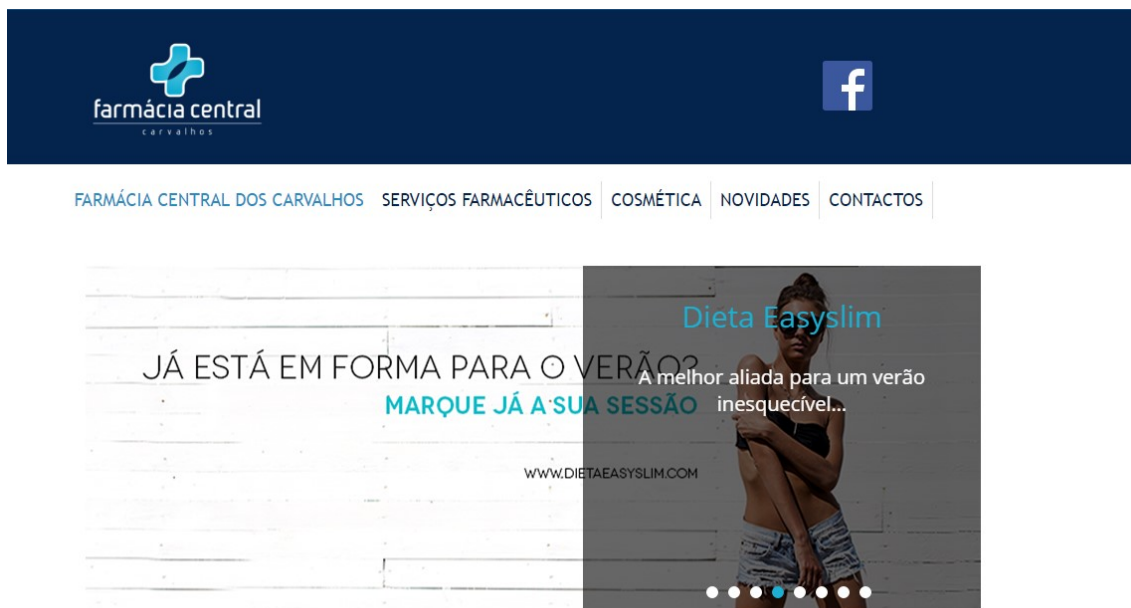 farmácia central
carvalhos
f
FARMÁCIA CENTRAL DOS CARVALHOS SERVIÇOS FARMACÊUTICOS COSMÉTICA NOVIDADES CONTACTOS
Dieta Easyslim
JÁ ESTÁ EM FORMA PARA O VERÃO?
A melhor aliada para um verão
inesquecível...
MARQUE JÁ A SUA SESSÃO
WWW.DIETAEASYSLIM.COM